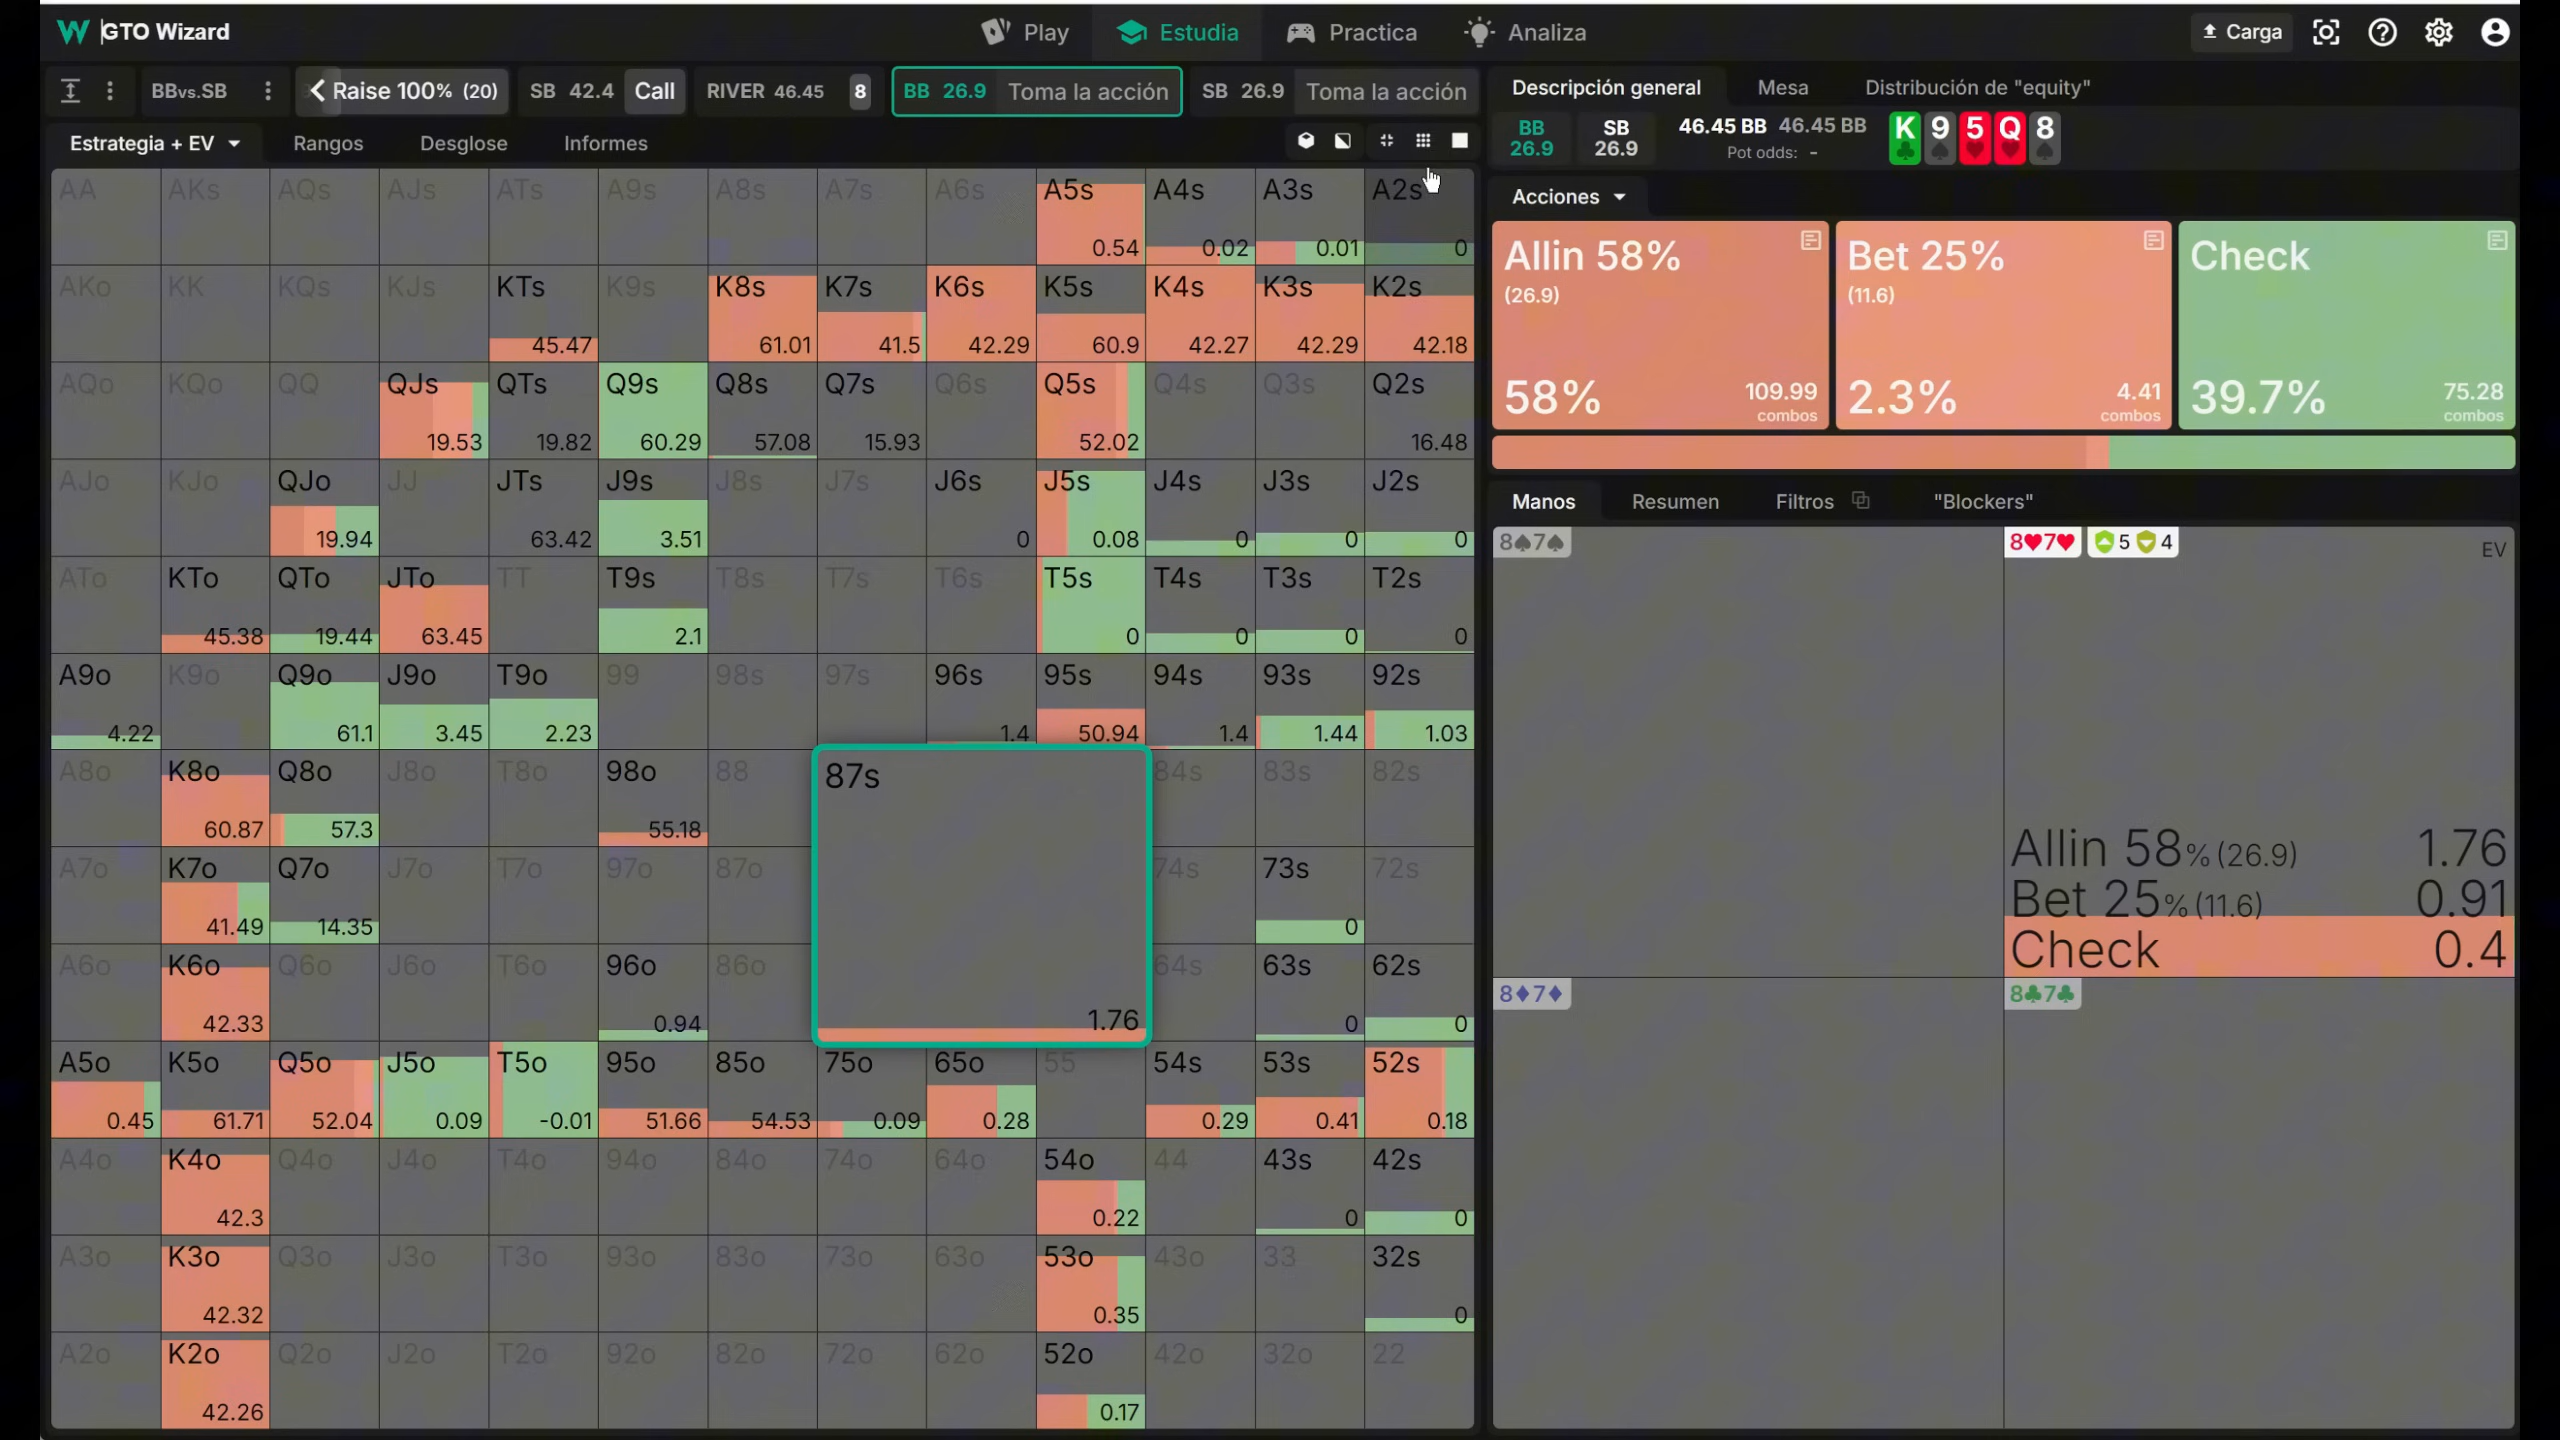 GTO Wizard
Play
Estudia
Practica
Analiza
Carga
BBvs.SB
Raise 100% (20)
SB 42.4 Call
RIVER 46.45 8
BB 26.9 Toma la acción
SB 26.9 Toma la acción
Estrategia + EV
Rangos
Desglose
Informes
Descripción general
Mesa
Distribución de "equity"
BB 26.9
SB 26.9
46.45 BB 46.45 BB
Pot odds: -
K♣ 9♠ 5♥ Q♥ 8♠
Acciones
Allin 58% (26.9) 58% 109.99 combos
Bet 25% (11.6) 2.3% 4.41 combos
Check 39.7% 75.28 combos
Manos
Resumen
Filtros
"Blockers"
8♠7♠
8♥7♥ 5 4 EV
Allin 58% (26.9) 1.76
Bet 25% (11.6) 0.91
Check 0.4
8♦7♦
8♣7♣
AA AKs AQs AJs ATs A9s A8s A7s A6s A5s 0.54 A4s 0.02 A3s 0.01 A2s 0
AKo KK KQs KJs KTs 45.47 K9s K8s 61.01 K7s 41.5 K6s 42.29 K5s 60.9 K4s 42.27 K3s 42.29 K2s 42.18
AQo KQo QQ QJs 19.53 QTs 19.82 Q9s 60.29 Q8s 57.08 Q7s 15.93 Q6s Q5s 52.02 Q4s Q3s Q2s 16.48
AJo KJo QJo 19.94 JJ JTs 63.42 J9s 3.51 J8s J7s J6s 0 J5s 0.08 J4s 0 J3s 0 J2s 0
ATo KTo 45.38 QTo 19.44 JTo 63.45 TT T9s 2.1 T8s T7s T6s T5s 0 T4s 0 T3s 0 T2s 0
A9o 4.22 K9o Q9o 61.1 J9o 3.45 T9o 2.23 99 98s 97s 96s 1.4 95s 50.94 94s 1.4 93s 1.44 92s 1.03
A8o K8o 60.87 Q8o 57.3 J8o T8o 98o 55.18 88 87s 1.76 84s 83s 82s
A7o K7o 41.49 Q7o 14.35 J7o T7o 97o 87o 74s 73s 0 72s
A6o K6o 42.33 Q6o J6o T6o 96o 0.94 86o 64s 63s 0 62s 0
A5o 0.45 K5o 61.71 Q5o 52.04 J5o 0.09 T5o -0.01 95o 51.66 85o 54.53 75o 0.09 65o 0.28 55 54s 0.29 53s 0.41 52s 0.18
A4o K4o 42.3 Q4o J4o T4o 94o 84o 74o 64o 54o 0.22 44 43s 0 42s 0
A3o K3o 42.32 Q3o J3o T3o 93o 83o 73o 63o 53o 0.35 43o 33 32s 0
A2o K2o 42.26 Q2o J2o T2o 92o 82o 72o 62o 52o 0.17 42o 32o 22